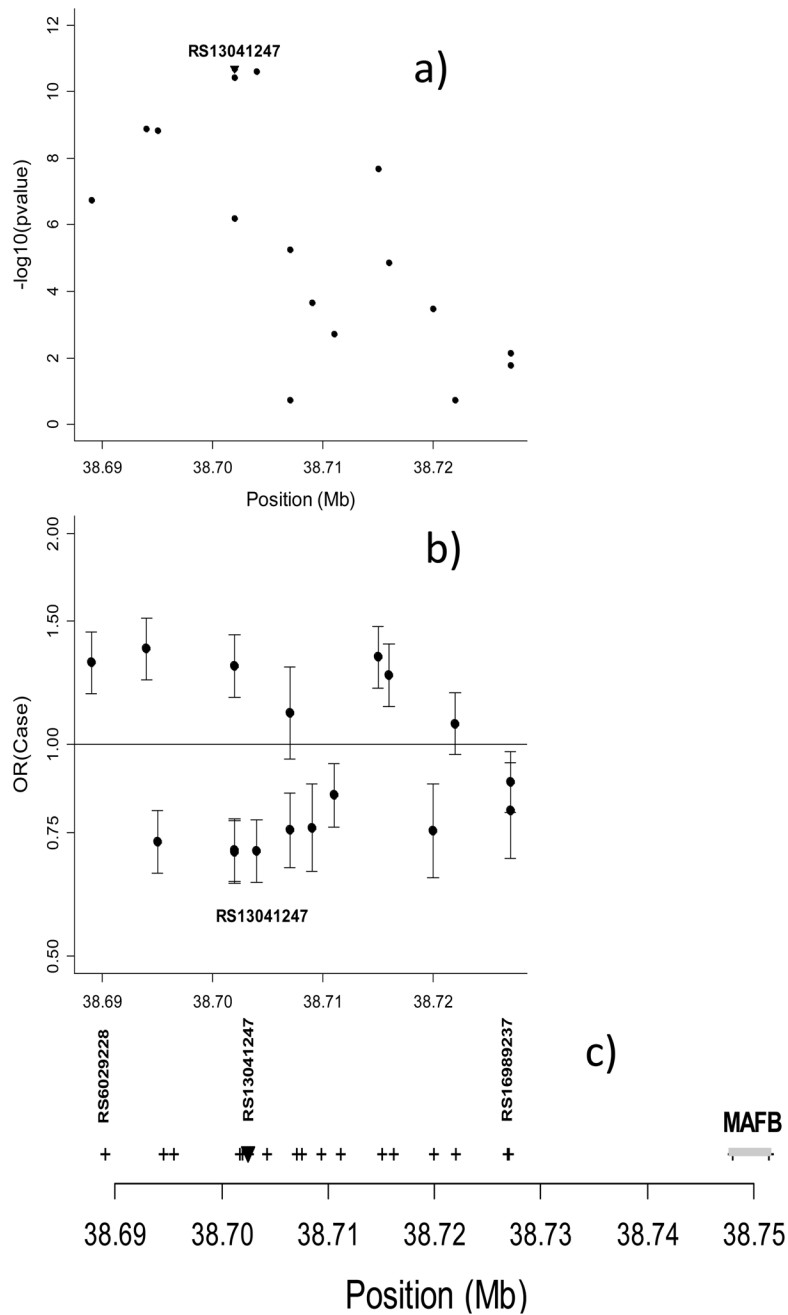 a)
RS13041247
12
10
8
6
4
2
0
-log10(pvalue)
38.69 38.70 38.71 38.72
Position (Mb)
b)
2.00
1.50
1.00
0.75
0.50
OR(Case)
RS13041247
38.69 38.70 38.71 38.72
c)
RS6029228
RS13041247
RS16989237
MAFB
38.69 38.70 38.71 38.72 38.73 38.74 38.75
Position (Mb)